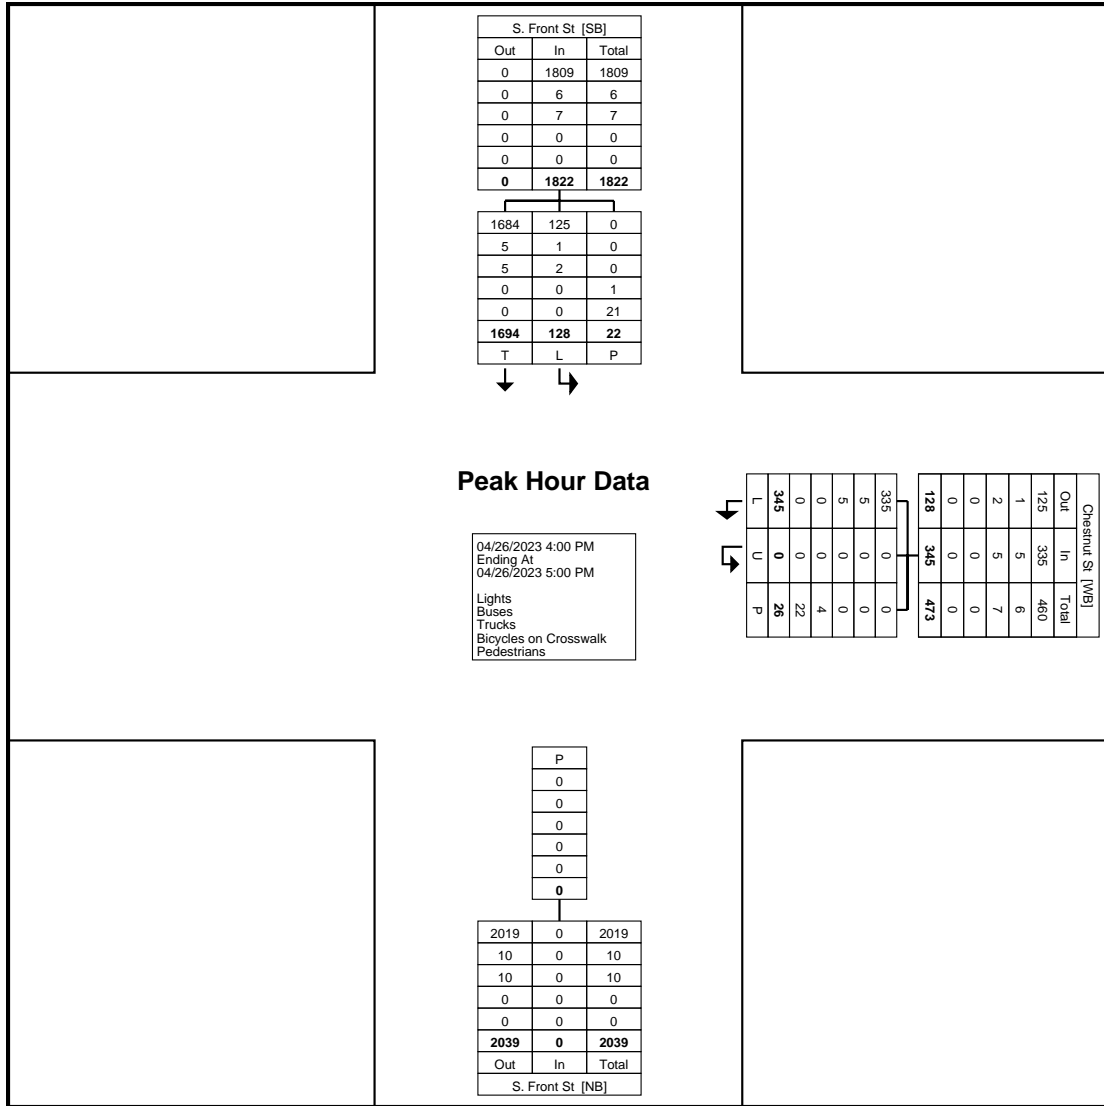 S. Front St [SB]
Out In Total
0 1809 1809
0 6 6
0 7 7
0 0 0
0 0 0
0 1822 1822
1684 125 0
5 1 0
5 2 0
0 0 1
0 0 21
1694 128 22
T L P
Peak Hour Data
04/26/2023 4:00 PM
Ending At
04/26/2023 5:00 PM
Lights
Buses
Trucks
Bicycles on Crosswalk
Pedestrians
Chestnut St [WB]
Out In Total
125 335 460
1 5 6
2 5 7
0 0 0
0 0 0
128 345 473
335 0 0
5 0 0
5 0 0
0 0 4
0 0 22
345 0 26
L U P
P
0
0
0
0
0
0
2019 0 2019
10 0 10
10 0 10
0 0 0
0 0 0
2039 0 2039
Out In Total
S. Front St [NB]